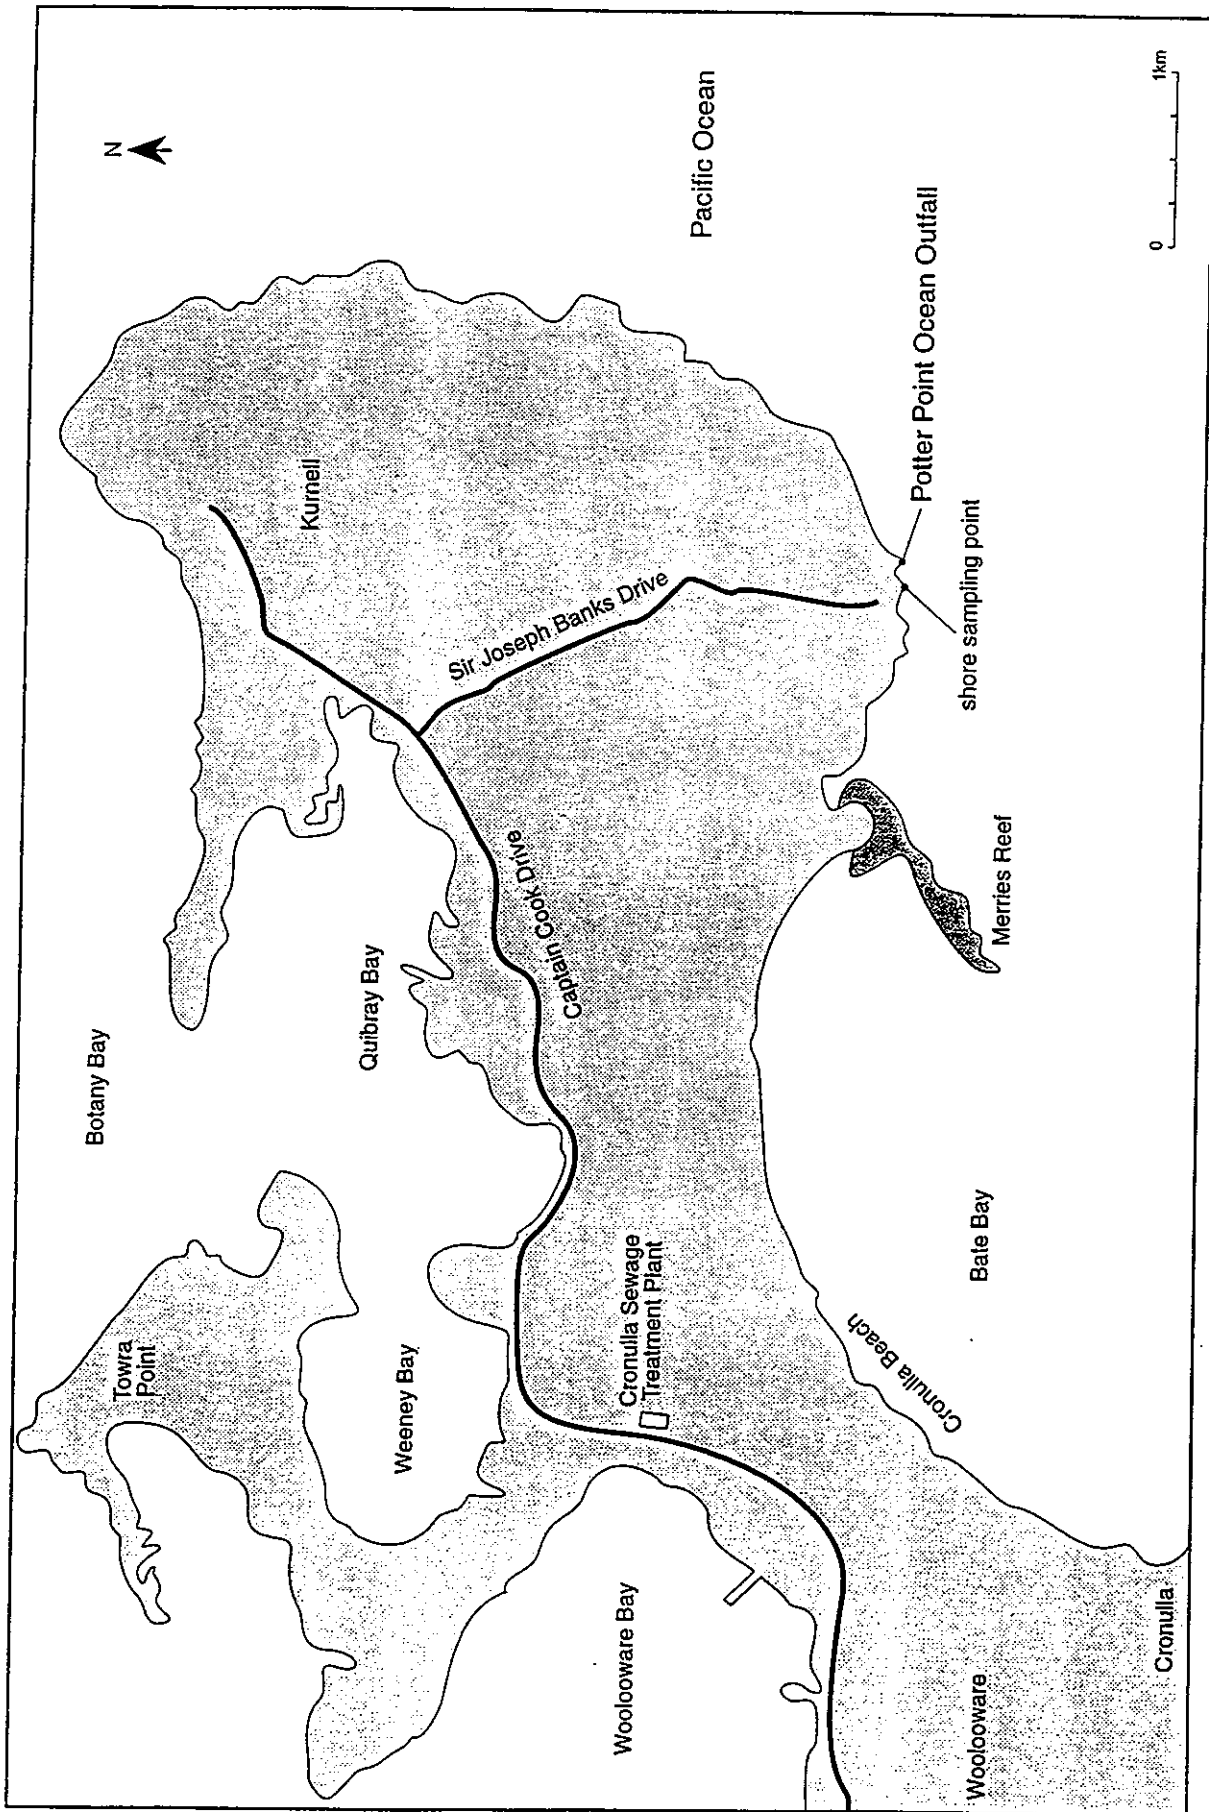 N
Botany Bay
Towra
Point
Kurnell
Quibray Bay
Weeney Bay
Sir Joseph Banks Drive
Captain Cook Drive
Cronulla Sewage
Treatment Plant
Woolooware Bay
Pacific Ocean
Cronulla Beach
Potter Point Ocean Outfall
shore sampling point
Merries Reef
Bate Bay
Woolooware
Cronulla
0
1km